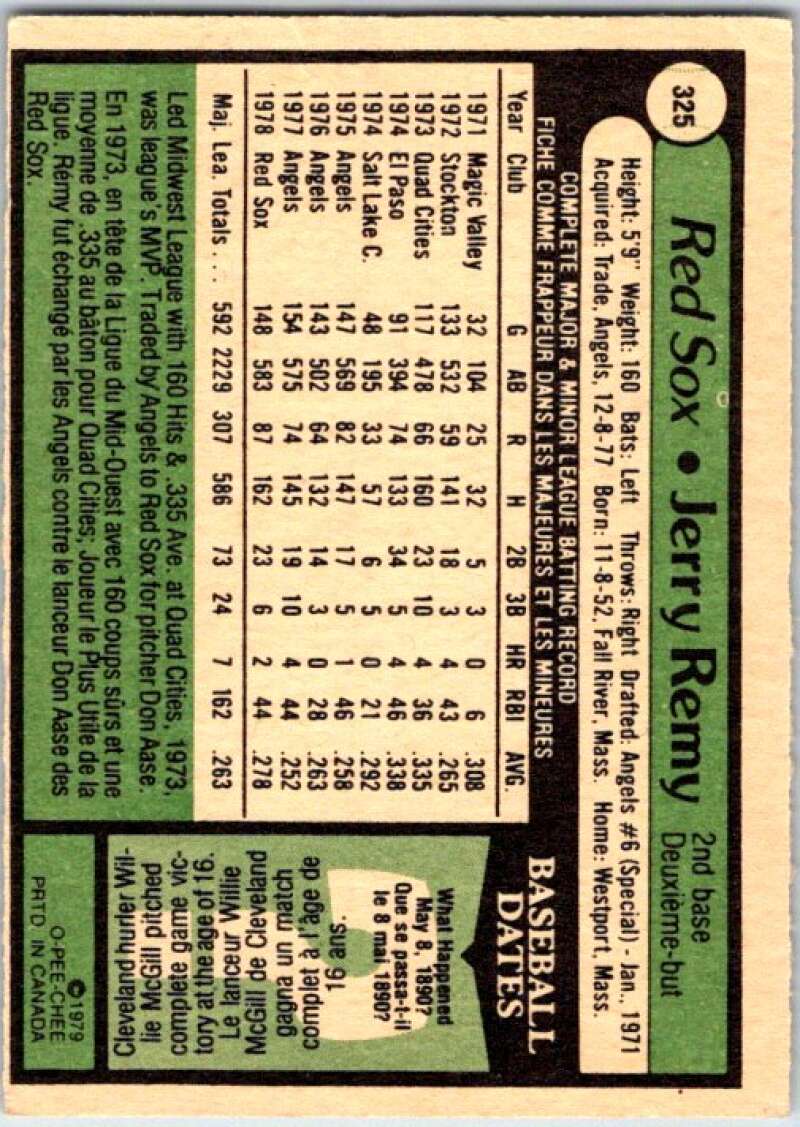 325
Red Sox • Jerry Remy
2nd base
Deuxième-but
Height: 5'9" Weight: 160 Bats: Left Throws: Right Drafted: Angels #6 (Special) - Jan., 1971
Acquired: Trade, Angels, 12-8-77 Born: 11-8-52, Fall River, Mass. Home: Westport, Mass.
COMPLETE MAJOR & MINOR LEAGUE BATTING RECORD
FICHE COMME FRAPPEUR DANS LES MAJEURES ET LES MINEURES
Year Club G AB R H 2B 3B HR RBI AVG.
1971 Magic Valley 32 104 25 32 5 3 0 6 .308
1972 Stockton 133 532 59 141 18 3 4 43 .265
1973 Quad Cities 117 478 66 160 23 10 4 36 .335
1974 El Paso 91 394 74 133 34 5 4 46 .338
1974 Salt Lake C. 48 195 33 57 6 5 0 21 .292
1975 Angels 147 569 82 147 17 5 1 46 .258
1976 Angels 143 502 64 132 14 3 0 28 .263
1977 Angels 154 575 74 145 19 10 4 44 .252
1978 Red Sox 148 583 87 162 23 6 2 44 .278
Maj. Lea. Totals . . . 592 2229 307 586 73 24 7 162 .263
Led Midwest League with 160 Hits & .335 Ave. at Quad Cities, 1973,
was league's MVP. Traded by Angels to Red Sox for pitcher Don Aase.
En 1973, en tête de la Ligue du Mid-Ouest avec 160 coups sûrs et une
moyenne de .335 au bâton pour Quad Cities; Joueur le Plus Utile de la
ligue. Rémy fut échangé par les Angels contre le lanceur Don Aase des
Red Sox.
BASEBALL
DATES
What Happened
May 8, 1890?
Que se passa-t-il
le 8 mai 1890?
Cleveland hurler Wil-
lie McGill pitched
complete game vic-
tory at the age of 16.
Le lanceur Willie
McGill de Cleveland
gagna un match
complet à l'âge de
16 ans.
©1979
O-PEE-CHEE
PRTD. IN CANADA